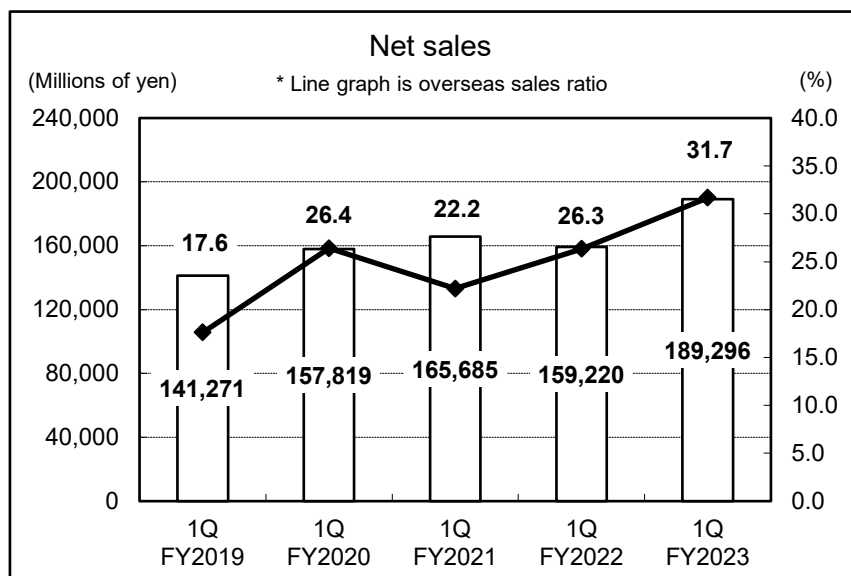 Net sales
(Millions of yen)
* Line graph is overseas sales ratio
(%)
240,000
200,000
160,000
120,000
80,000
40,000
0
40.0
35.0
30.0
25.0
20.0
15.0
10.0
5.0
0.0
17.6
26.4
22.2
26.3
31.7
141,271
157,819
165,685
159,220
189,296
1Q
FY2019
1Q
FY2020
1Q
FY2021
1Q
FY2022
1Q
FY2023